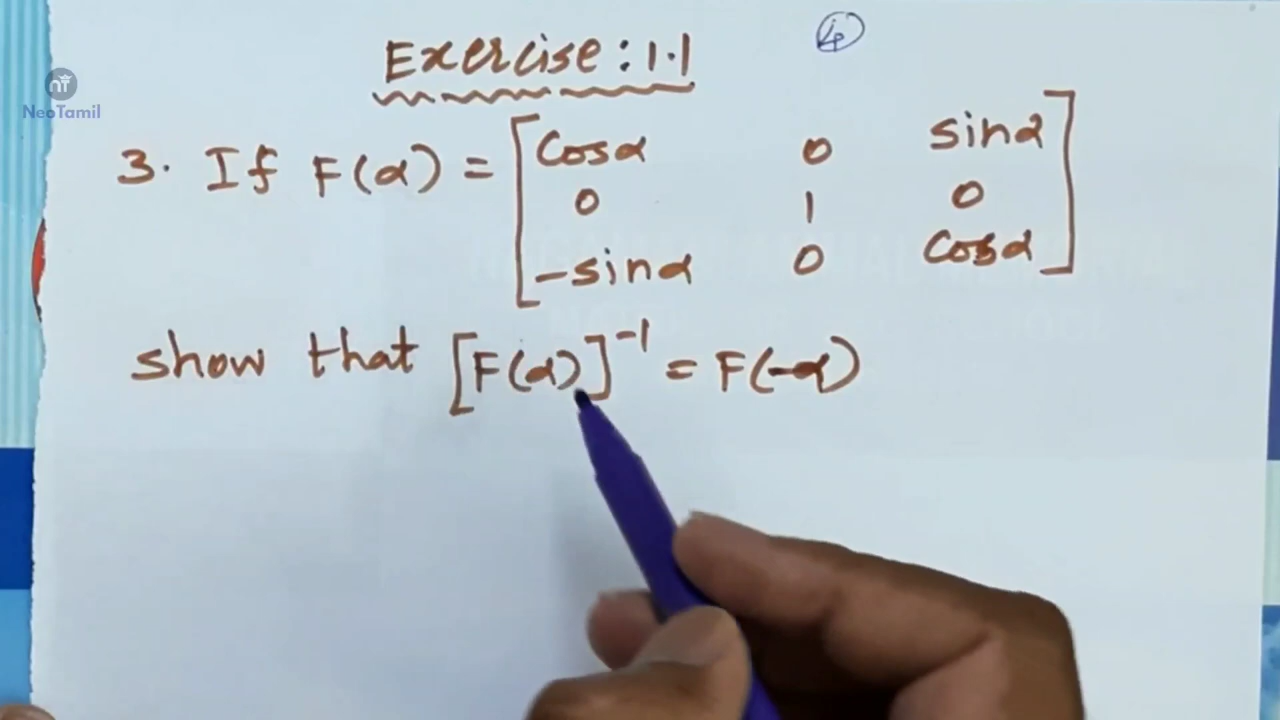 Exercise: 1.1
NeoTamil
3. If F(α) = [cosα 0 sinα
0 1 0
-sinα 0 cosα]
show that [F(α)]⁻¹ = F(-α)